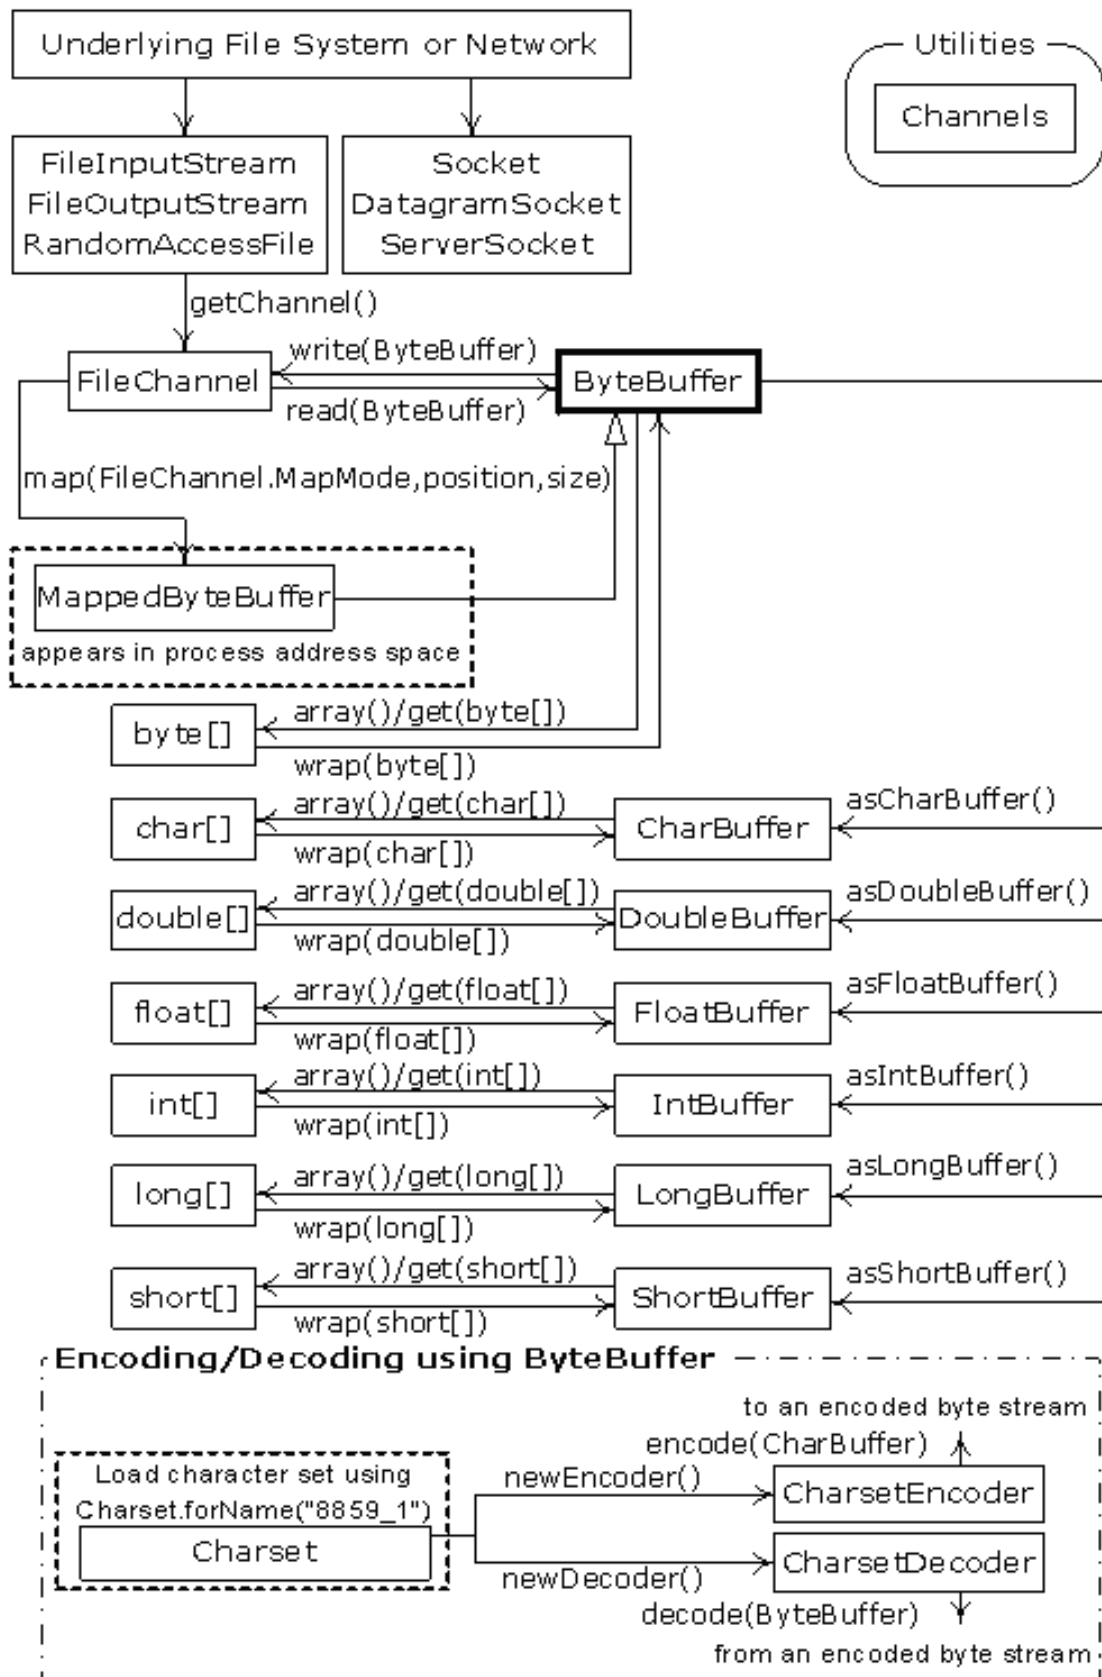 Underlying File System or Network
Utilities
Channels
FileInputStream
FileOutputStream
RandomAccessFile
Socket
DatagramSocket
ServerSocket
getChannel()
write(ByteBuffer)
FileChannel
ByteBuffer
read(ByteBuffer)
map(FileChannel.MapMode,position,size)
MappedByteBuffer
appears in process address space
array()/get(byte[])
byte[]
wrap(byte[])
array()/get(char[])
asCharBuffer()
char[]
CharBuffer
wrap(char[])
array()/get(double[])
asDoubleBuffer()
double[]
DoubleBuffer
wrap(double[])
array()/get(float[])
asFloatBuffer()
float[]
FloatBuffer
wrap(float[])
array()/get(int[])
asIntBuffer()
int[]
IntBuffer
wrap(int[])
array()/get(long[])
asLongBuffer()
long[]
LongBuffer
wrap(long[])
array()/get(short[])
asShortBuffer()
short[]
ShortBuffer
wrap(short[])
Encoding/Decoding using ByteBuffer
to an encoded byte stream
encode(CharBuffer)
Load character set using
Charset.forName("8859_1")
Charset
newEncoder()
CharsetEncoder
newDecoder()
CharsetDecoder
decode(ByteBuffer)
from an encoded byte stream